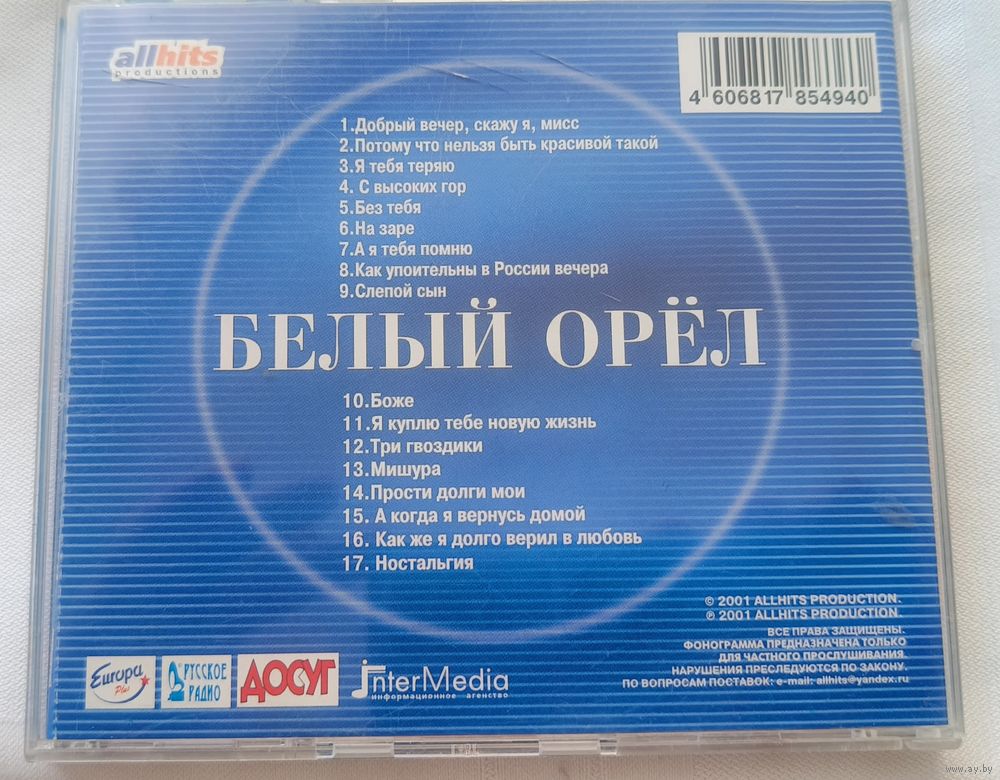 allhits
productions
4 606817 854940
1.Добрый вечер, скажу я, мисс
2.Потому что нельзя быть красивой такой
3.Я тебя теряю
4. С высоких гор
5.Без тебя
6.На заре
7.А я тебя помню
8.Как упоительны в России вечера
9.Слепой сын
БЕЛЫЙ ОРЁЛ
10.Боже
11.Я куплю тебе новую жизнь
12.Три гвоздики
13.Мишура
14.Прости долги мои
15. А когда я вернусь домой
16. Как же я долго верил в любовь
17. Ностальгия
© 2001 ALLHITS PRODUCTION.
℗ 2001 ALLHITS PRODUCTION.
ВСЕ ПРАВА ЗАЩИЩЕНЫ.
ФОНОГРАММА ПРЕДНАЗНАЧЕНА ТОЛЬКО
ДЛЯ ЧАСТНОГО ПРОСЛУШИВАНИЯ.
НАРУШЕНИЯ ПРЕСЛЕДУЮТСЯ ПО ЗАКОНУ.
ПО ВОПРОСАМ ПОСТАВОК: e-mail: allhits@yandex.ru
Europa
Plus
РУССКОЕ
РАДИО
ДОСУГ
InterMedia
информационное агенство
www.ay.by